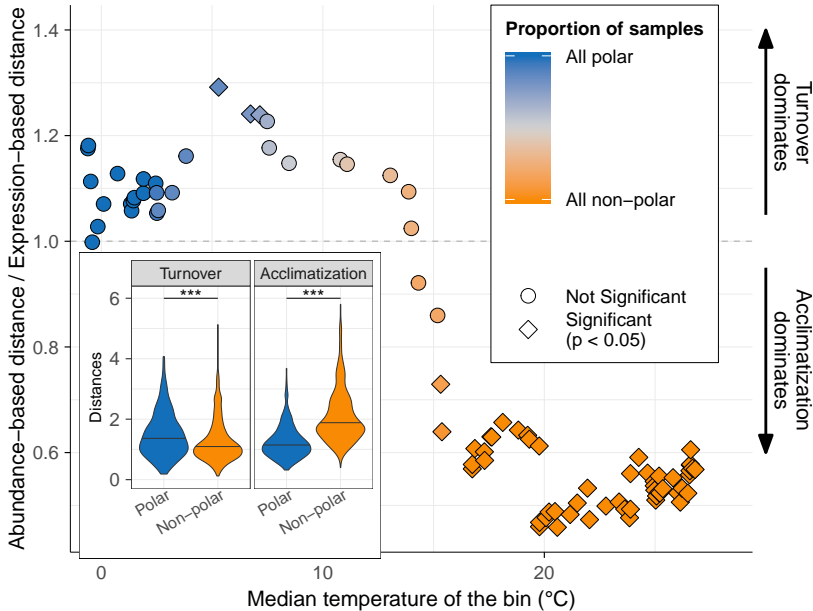 Abundance−based distance / Expression−based distance
1.4
1.2
1.0
0.8
0.6
Proportion of samples
All polar
All non−polar
Not Significant
Significant
(p < 0.05)
Turnover
dominates
Acclimatization
dominates
Turnover
Acclimatization
***
***
Distances
6
4
2
0
Polar
Non−polar
Polar
Non−polar
0
10
20
Median temperature of the bin (°C)